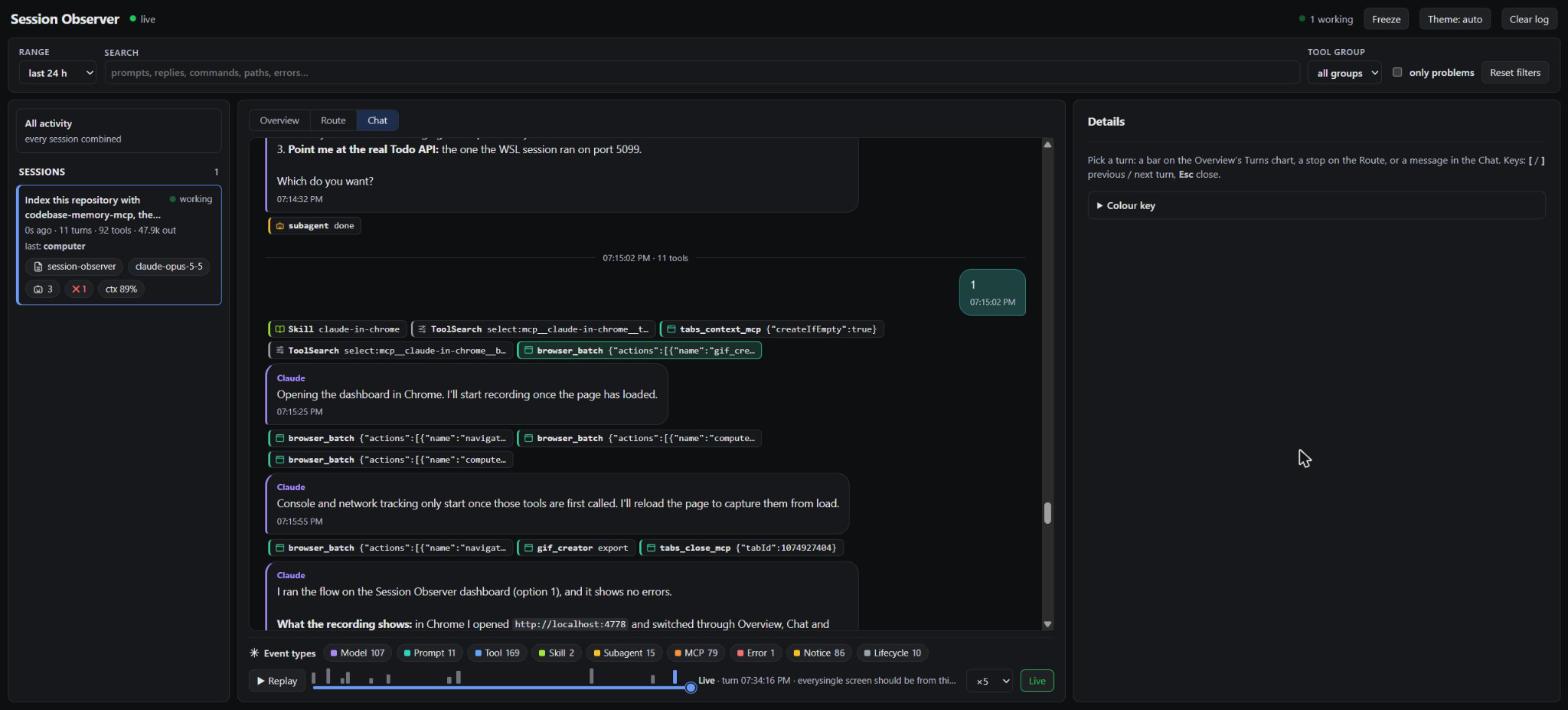 Session Observer live
1 working Freeze Theme: auto Clear log
RANGE
last 24 h
SEARCH
prompts, replies, commands, paths, errors...
TOOL GROUP
all groups only problems Reset filters
All activity
every session combined
SESSIONS 1
Index this repository with working
codebase-memory-mcp, the...
0s ago · 11 turns · 92 tools · 47.9k out
last: computer
session-observer claude-opus-5-5
3 1 ctx 89%
Overview Route Chat
3. Point me at the real Todo API: the one the WSL session ran on port 5099.
Which do you want?
07:14:32 PM
subagent done
07:15:02 PM · 11 tools
1
07:15:02 PM
Skill claude-in-chrome ToolSearch select:mcp__claude-in-chrome__t... tabs_context_mcp {"createIfEmpty":true}
ToolSearch select:mcp__claude-in-chrome__b... browser_batch {"actions":[{"name":"gif_cre...
Claude
Opening the dashboard in Chrome. I'll start recording once the page has loaded.
07:15:25 PM
browser_batch {"actions":[{"name":"navigat... browser_batch {"actions":[{"name":"compute...
browser_batch {"actions":[{"name":"compute...
Claude
Console and network tracking only start once those tools are first called. I'll reload the page to capture them from load.
07:15:55 PM
browser_batch {"actions":[{"name":"navigat... gif_creator export tabs_close_mcp {"tabId":1074927404}
Claude
I ran the flow on the Session Observer dashboard (option 1), and it shows no errors.
What the recording shows: in Chrome I opened http://localhost:4778 and switched through Overview, Chat and
Event types Model 107 Prompt 11 Tool 169 Skill 2 Subagent 15 MCP 79 Error 1 Notice 86 Lifecycle 10
Replay Live · turn 07:34:16 PM · everysingle screen should be from thi... ×5 Live
Details
Pick a turn: a bar on the Overview's Turns chart, a stop on the Route, or a message in the Chat. Keys: [ / ]
previous / next turn, Esc close.
Colour key